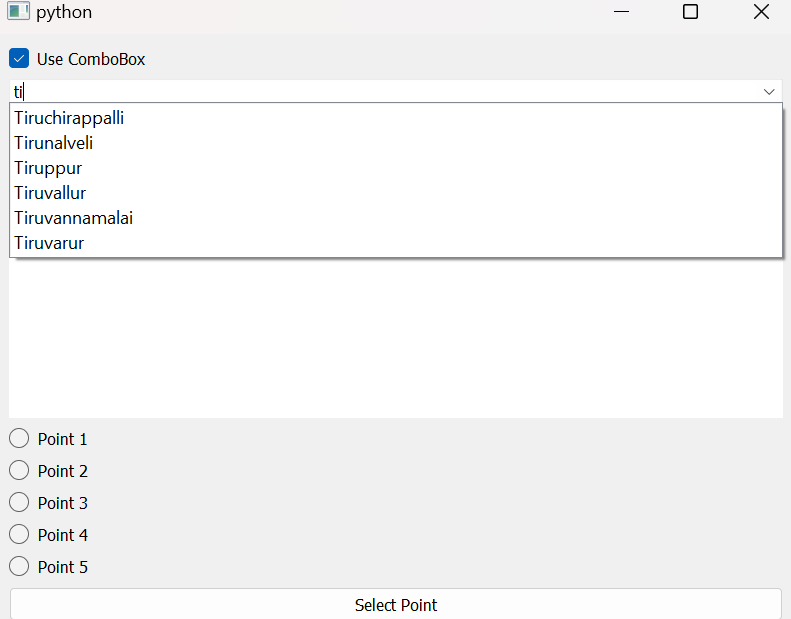 python
Use ComboBox
ti
Tiruchirappalli
Tirunalveli
Tiruppur
Tiruvallur
Tiruvannamalai
Tiruvarur
Point 1
Point 2
Point 3
Point 4
Point 5
Select Point